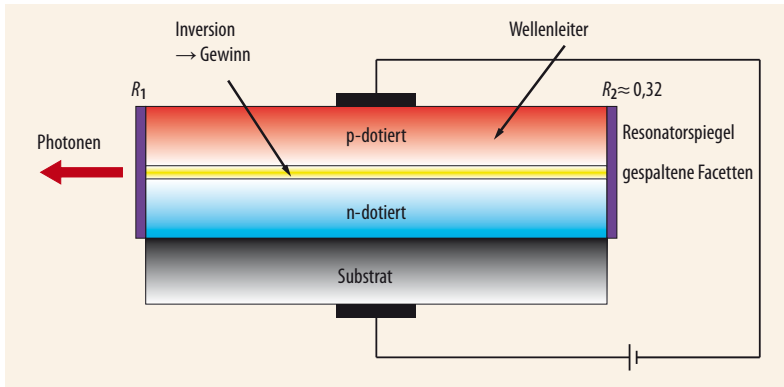 Inversion
→ Gewinn
Wellenleiter
R1
R2≈ 0,32
Photonen
p-dotiert
Resonatorspiegel
gespaltene Facetten
n-dotiert
Substrat